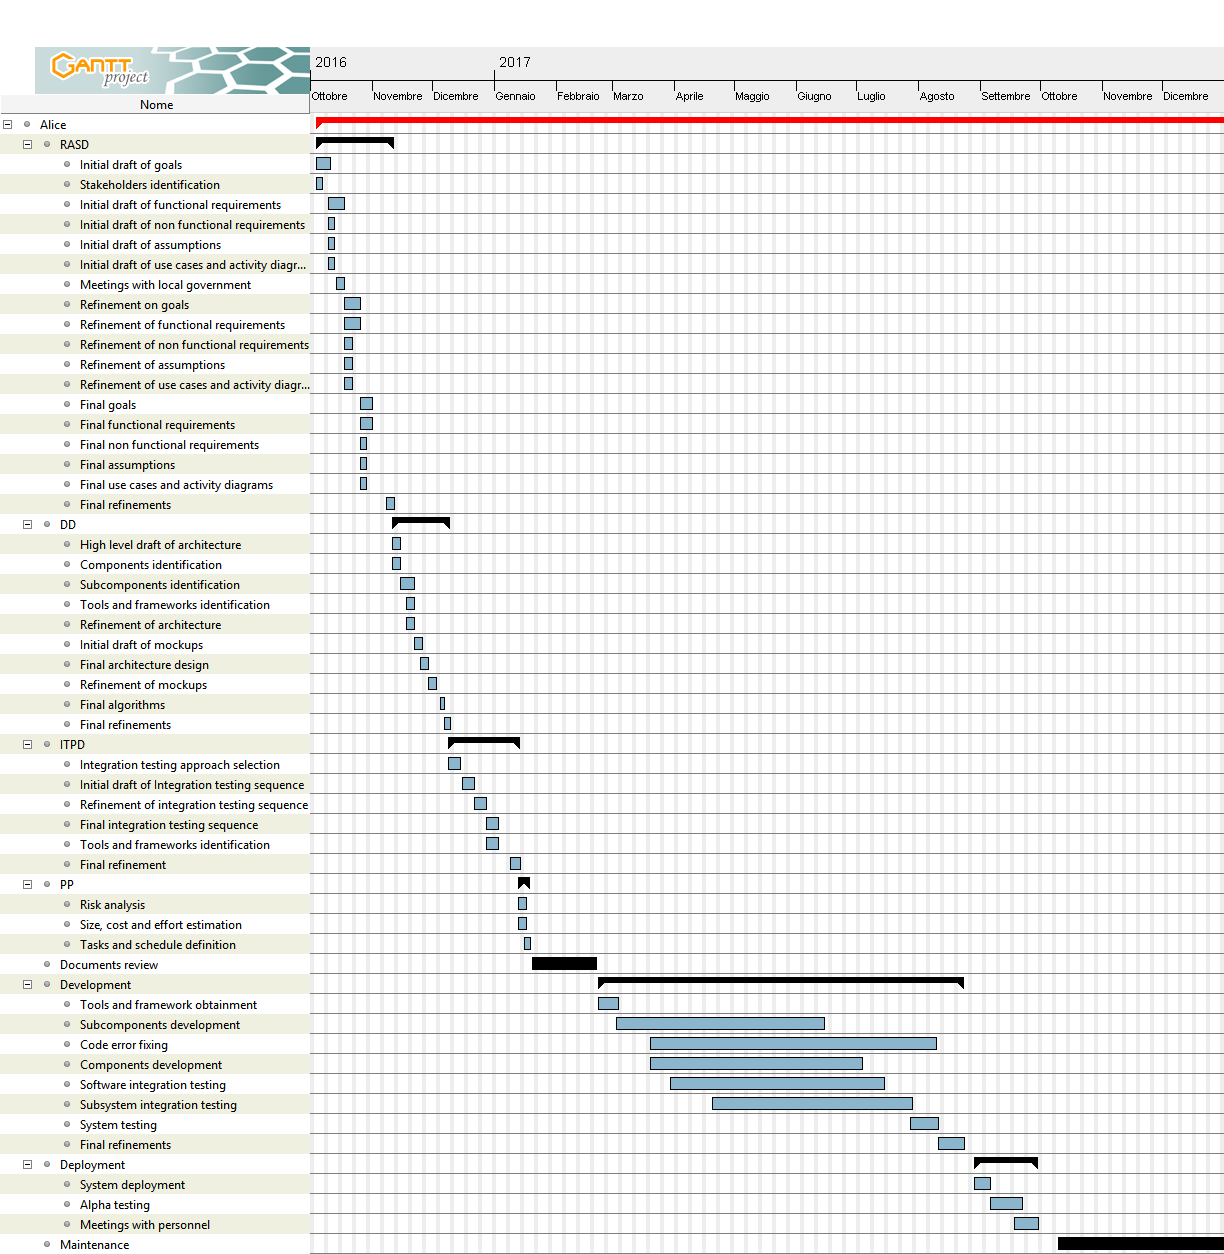 GANTT
project
2016 2017
Ottobre Novembre Dicembre Gennaio Febbraio Marzo Aprile Maggio Giugno Luglio Agosto Settembre Ottobre Novembre Dicembre
Nome
Alice
RASD
Initial draft of goals
Stakeholders identification
Initial draft of functional requirements
Initial draft of non functional requirements
Initial draft of assumptions
Initial draft of use cases and activity diagr...
Meetings with local government
Refinement on goals
Refinement of functional requirements
Refinement of non functional requirements
Refinement of assumptions
Refinement of use cases and activity diagr...
Final goals
Final functional requirements
Final non functional requirements
Final assumptions
Final use cases and activity diagrams
Final refinements
DD
High level draft of architecture
Components identification
Subcomponents identification
Tools and frameworks identification
Refinement of architecture
Initial draft of mockups
Final architecture design
Refinement of mockups
Final algorithms
Final refinements
ITPD
Integration testing approach selection
Initial draft of Integration testing sequence
Refinement of integration testing sequence
Final integration testing sequence
Tools and frameworks identification
Final refinement
PP
Risk analysis
Size, cost and effort estimation
Tasks and schedule definition
Documents review
Development
Tools and framework obtainment
Subcomponents development
Code error fixing
Components development
Software integration testing
Subsystem integration testing
System testing
Final refinements
Deployment
System deployment
Alpha testing
Meetings with personnel
Maintenance